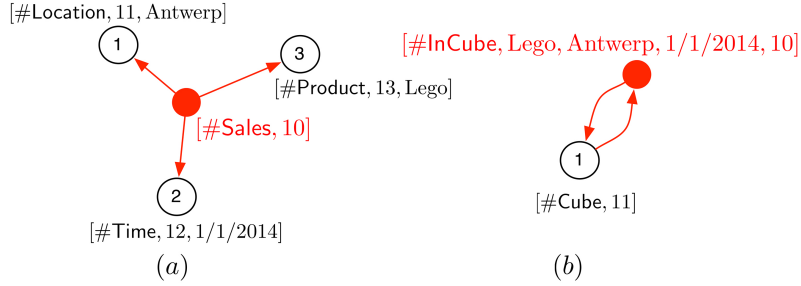 [#Location, 11, Antwerp]
1
3
[#Product, 13, Lego]
[#Sales, 10]
2
[#Time, 12, 1/1/2014]
(a)
[#InCube, Lego, Antwerp, 1/1/2014, 10]
1
[#Cube, 11]
(b)